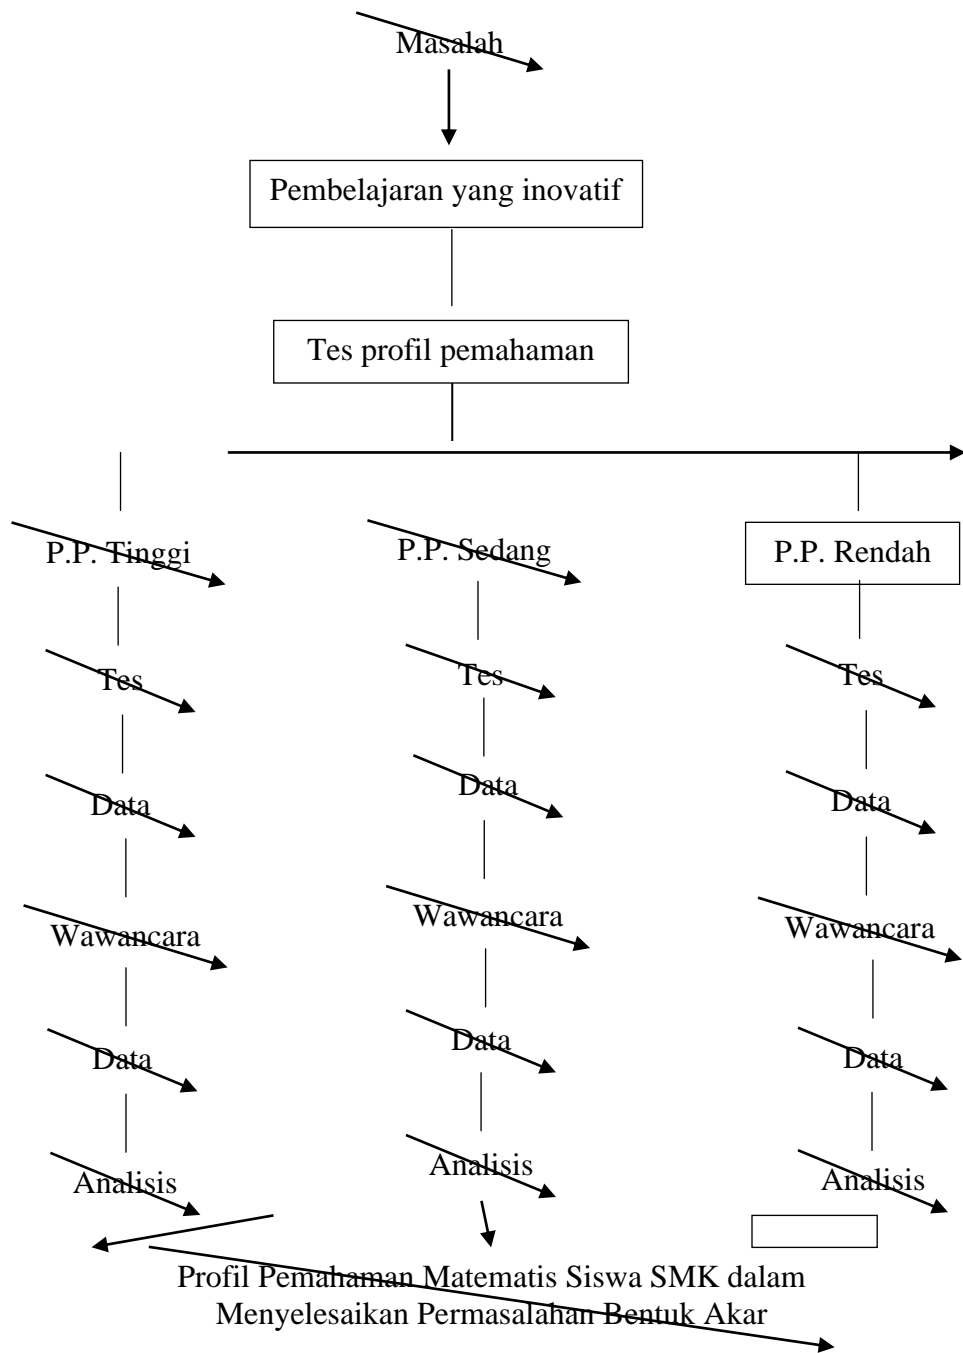 Masalah
Pembelajaran yang inovatif
Tes profil pemahaman
P.P. Tinggi
P.P. Sedang
P.P. Rendah
Tes
Tes
Tes
Data
Data
Data
Wawancara
Wawancara
Wawancara
Data
Data
Data
Analisis
Analisis
Analisis
Profil Pemahaman Matematis Siswa SMK dalam
Menyelesaikan Permasalahan Bentuk Akar